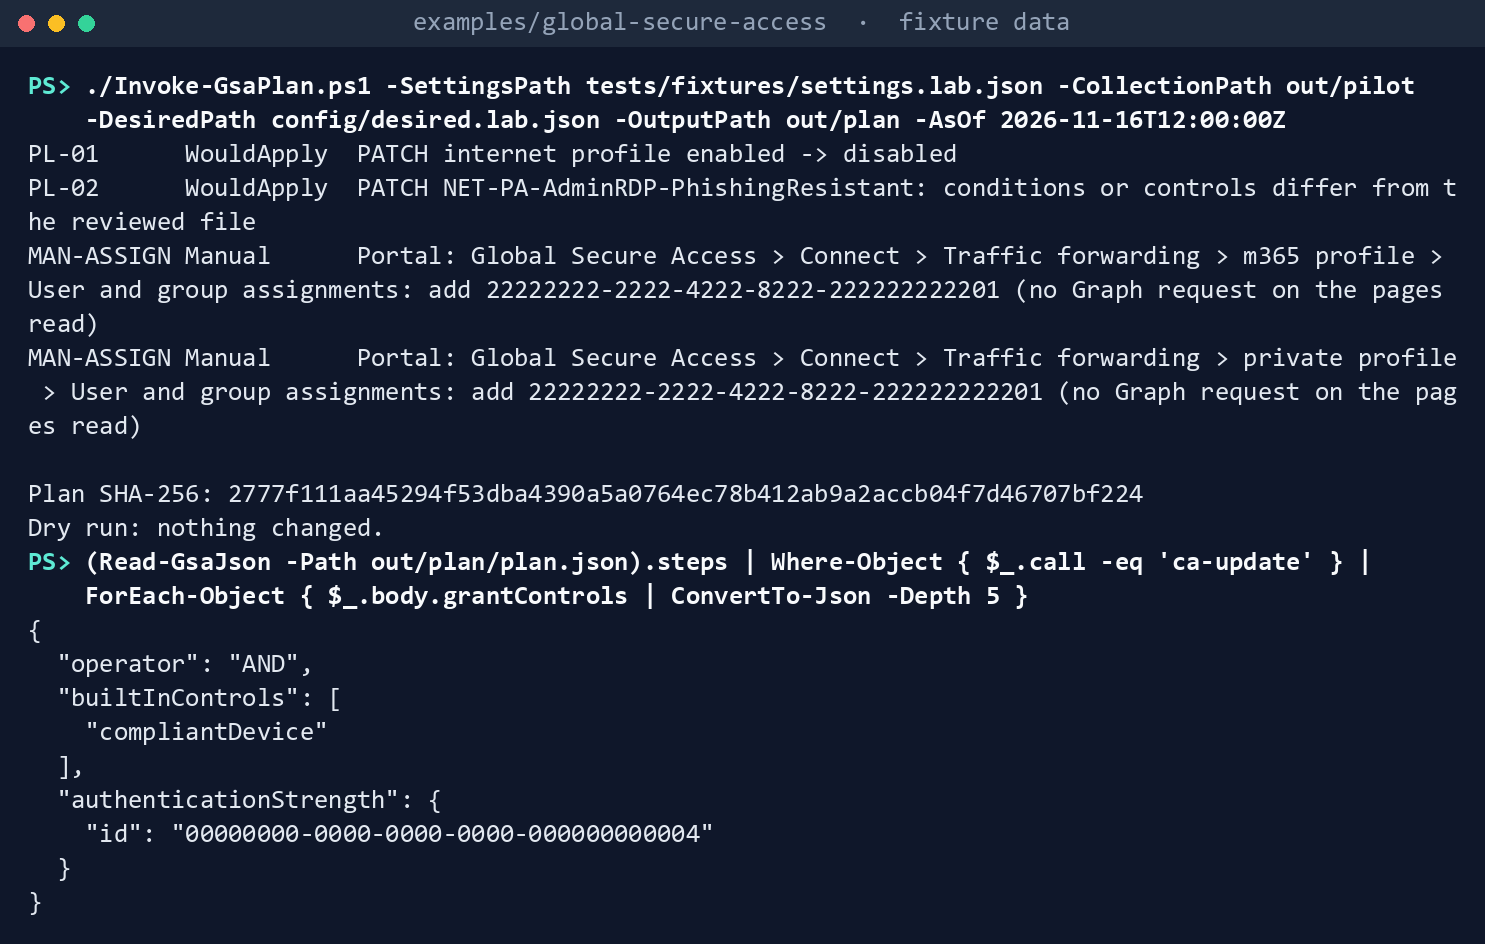 examples/global-secure-access · fixture data
PS> ./Invoke-GsaPlan.ps1 -SettingsPath tests/fixtures/settings.lab.json -CollectionPath out/pilot
    -DesiredPath config/desired.lab.json -OutputPath out/plan -AsOf 2026-11-16T12:00:00Z
PL-01      WouldApply  PATCH internet profile enabled -> disabled
PL-02      WouldApply  PATCH NET-PA-AdminRDP-PhishingResistant: conditions or controls differ from t
he reviewed file
MAN-ASSIGN Manual      Portal: Global Secure Access > Connect > Traffic forwarding > m365 profile >
User and group assignments: add 22222222-2222-4222-8222-222222222201 (no Graph request on the pages
read)
MAN-ASSIGN Manual      Portal: Global Secure Access > Connect > Traffic forwarding > private profile
 > User and group assignments: add 22222222-2222-4222-8222-222222222201 (no Graph request on the pag
es read)

Plan SHA-256: 2777f111aa45294f53dba4390a5a0764ec78b412ab9a2accb04f7d46707bf224
Dry run: nothing changed.
PS> (Read-GsaJson -Path out/plan/plan.json).steps | Where-Object { $_.call -eq 'ca-update' } |
    ForEach-Object { $_.body.grantControls | ConvertTo-Json -Depth 5 }
{
  "operator": "AND",
  "builtInControls": [
    "compliantDevice"
  ],
  "authenticationStrength": {
    "id": "00000000-0000-0000-0000-000000000004"
  }
}